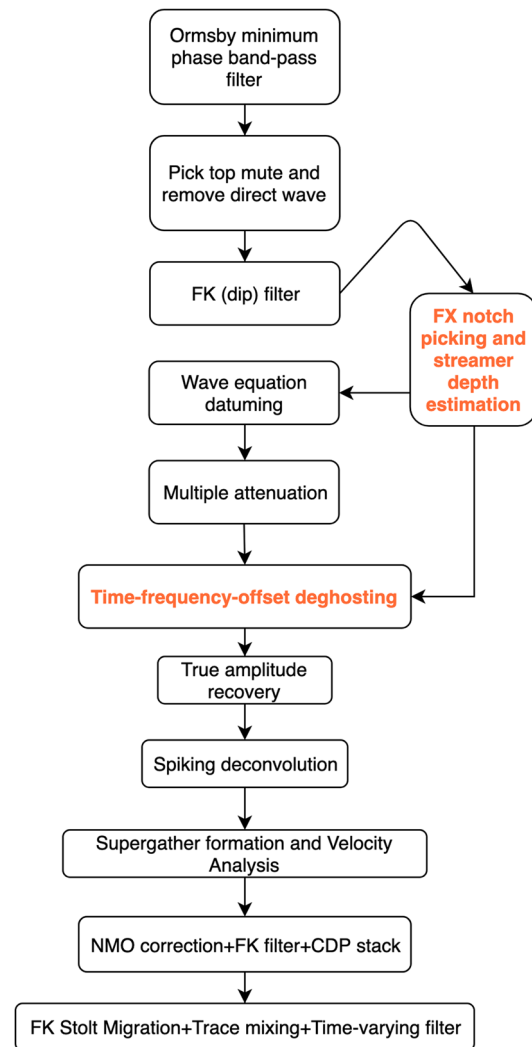 Ormsby minimum
phase band-pass
filter
Pick top mute and
remove direct wave
FK (dip) filter
FX notch
picking and
streamer
depth
estimation
Wave equation
datuming
Multiple attenuation
Time-frequency-offset deghosting
True amplitude
recovery
Spiking deconvolution
Supergather formation and Velocity
Analysis
NMO correction+FK filter+CDP stack
FK Stolt Migration+Trace mixing+Time-varying filter